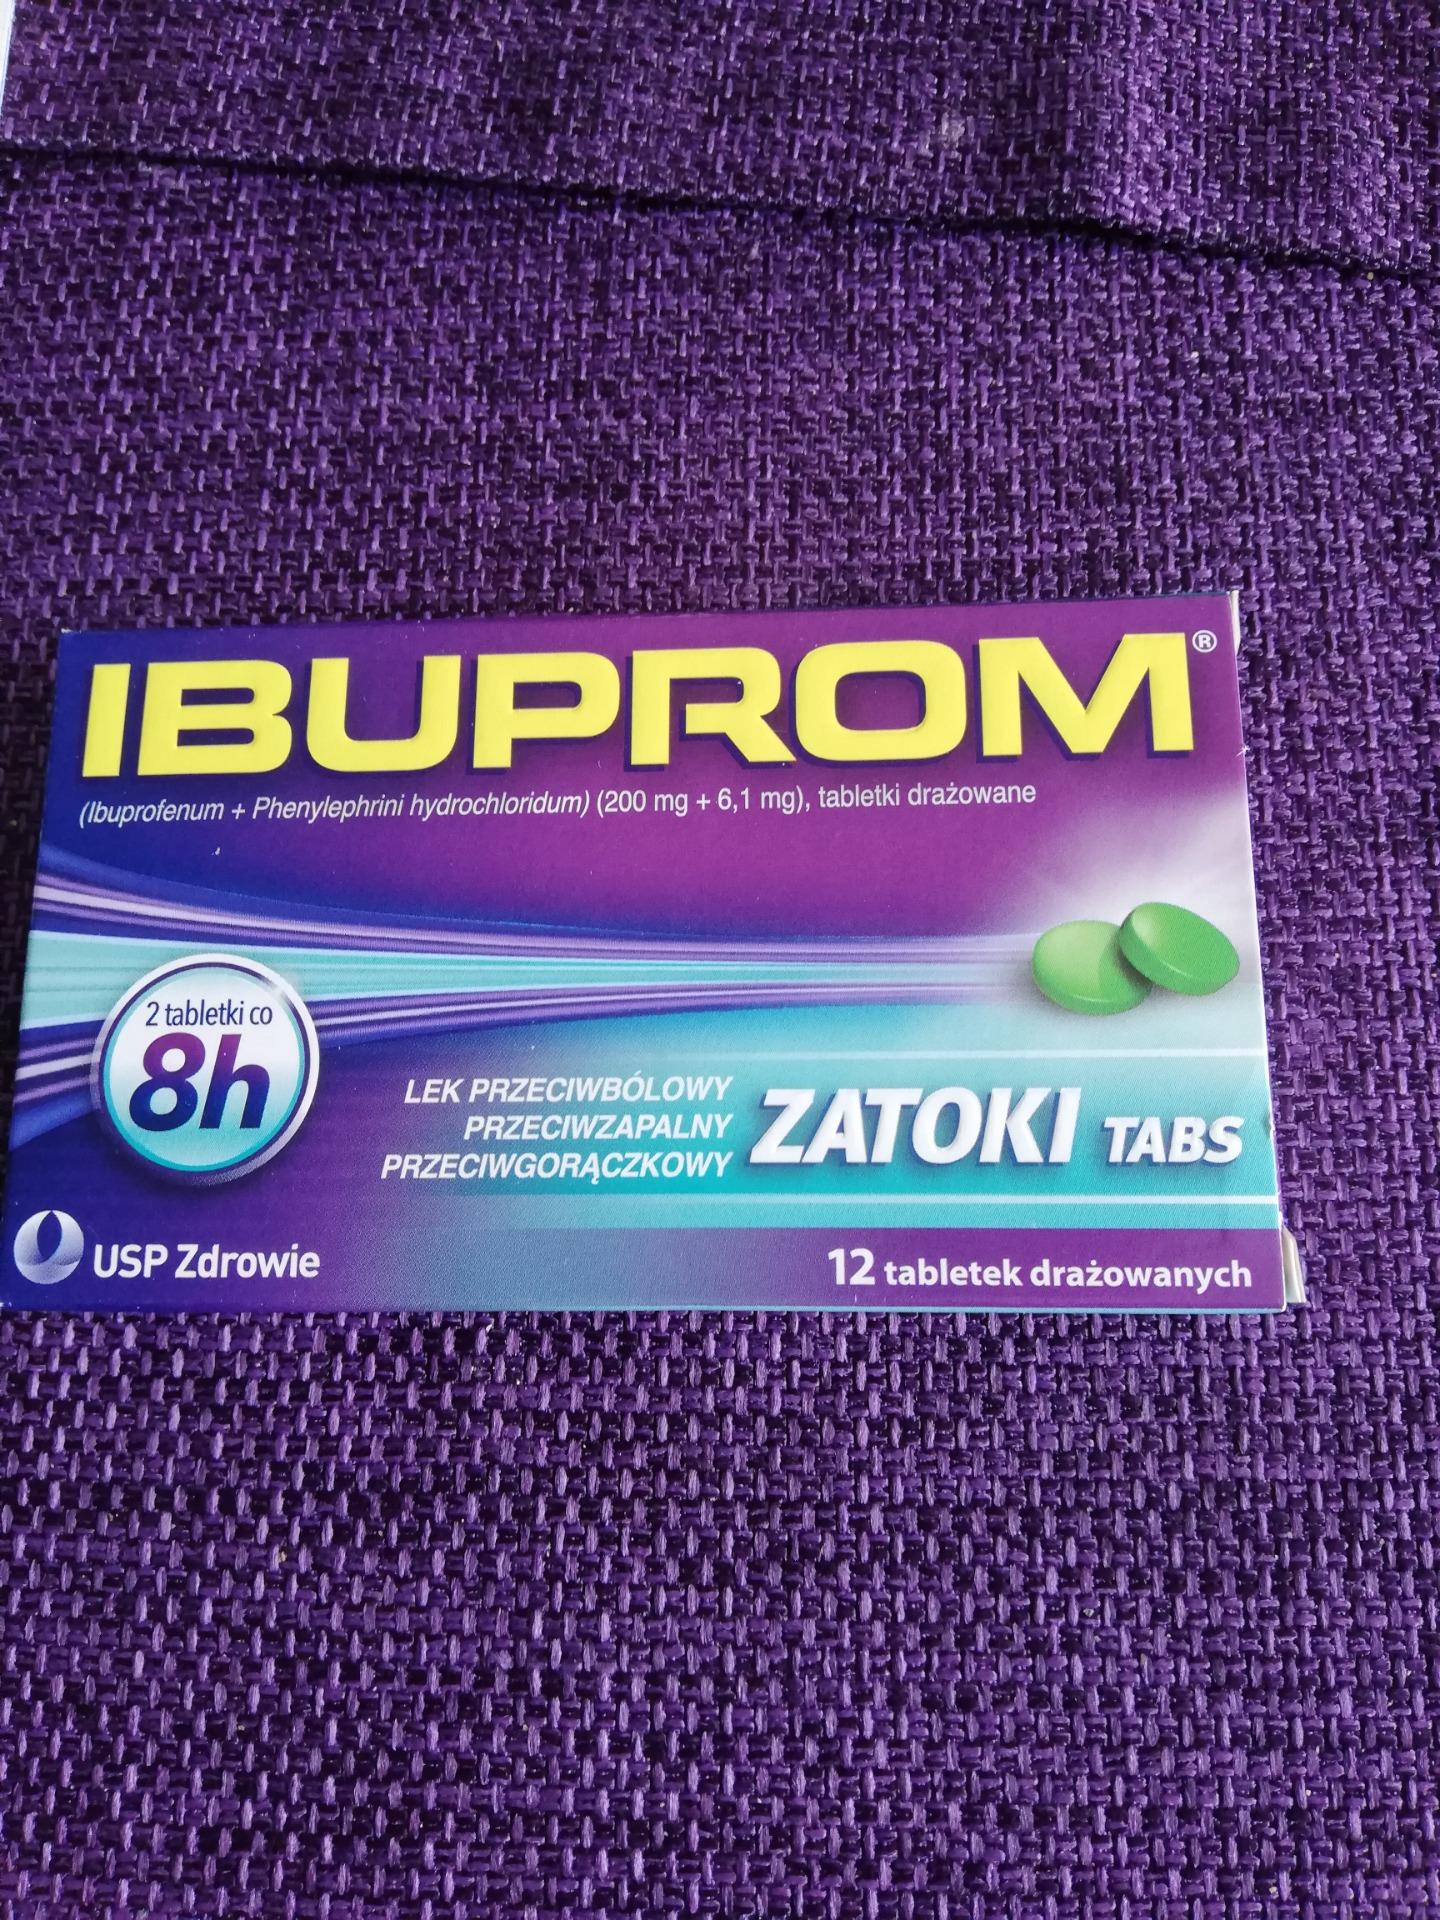 IBUPROM®
(Ibuprofenum + Phenylephrini hydrochloridum) (200 mg + 6,1 mg), tabletki drażowane
2 tabletki co
8h
LEK PRZECIWBÓLOWY
PRZECIWZAPALNY
PRZECIWGORĄCZKOWY
ZATOKI TABS
USP Zdrowie
12 tabletek drażowanych